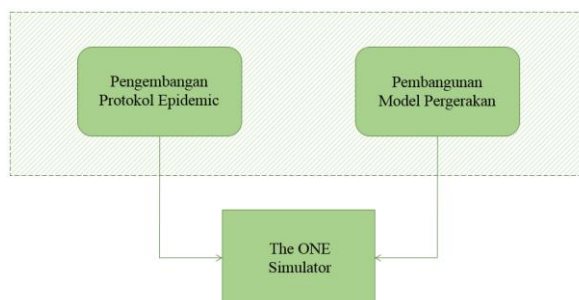 Pengembangan
Protokol Epidemic
Pembangunan
Model Pergerakan
The ONE
Simulator